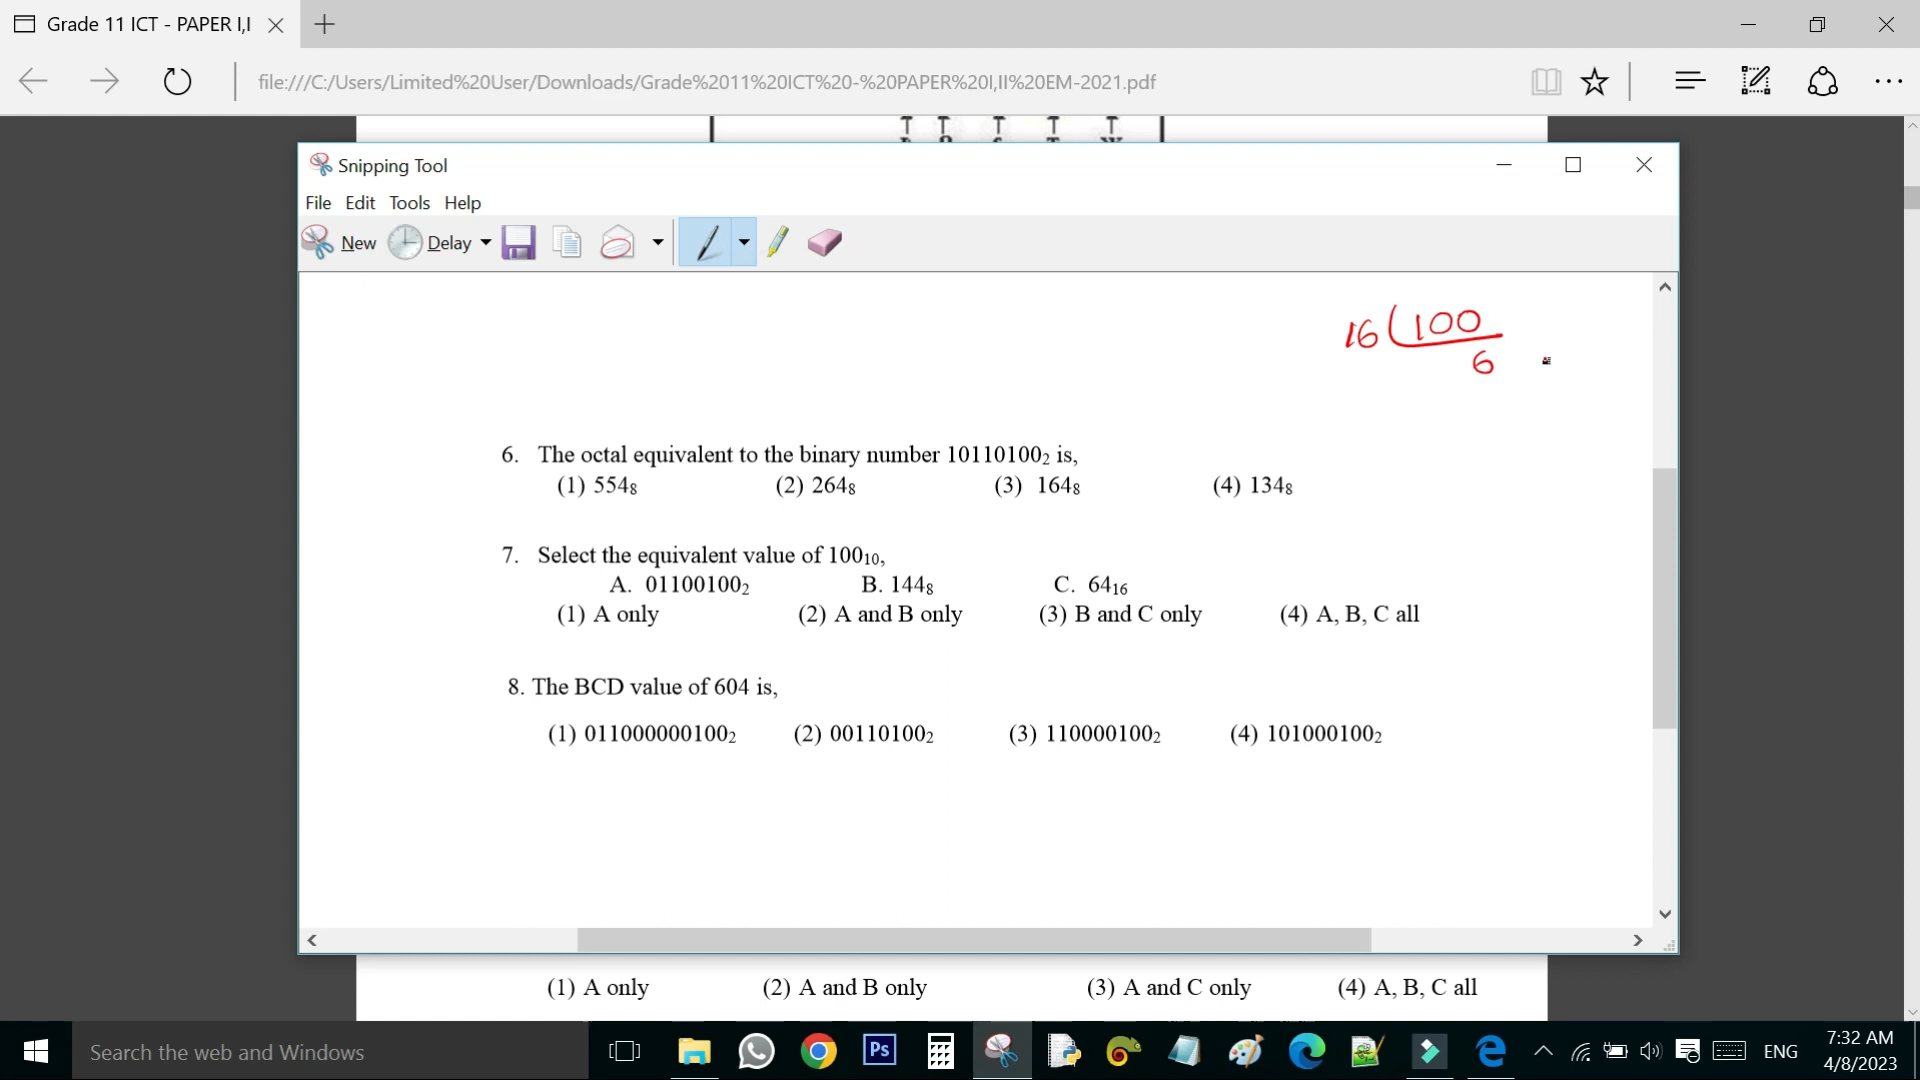 Grade 11 ICT - PAPER I,I
file:///C:/Users/Limited%20User/Downloads/Grade%2011%20ICT%20-%20PAPER%20I,II%20EM-2021.pdf
Snipping Tool
File Edit Tools Help
New Delay
16 100
6
6. The octal equivalent to the binary number 10110100₂ is,
(1) 554₈ (2) 264₈ (3) 164₈ (4) 134₈
7. Select the equivalent value of 100₁₀,
A. 01100100₂ B. 144₈ C. 64₁₆
(1) A only (2) A and B only (3) B and C only (4) A, B, C all
8. The BCD value of 604 is,
(1) 011000000100₂ (2) 00110100₂ (3) 110000100₂ (4) 101000100₂
(1) A only (2) A and B only (3) A and C only (4) A, B, C all
Search the web and Windows
Ps
ENG
7:32 AM
4/8/2023